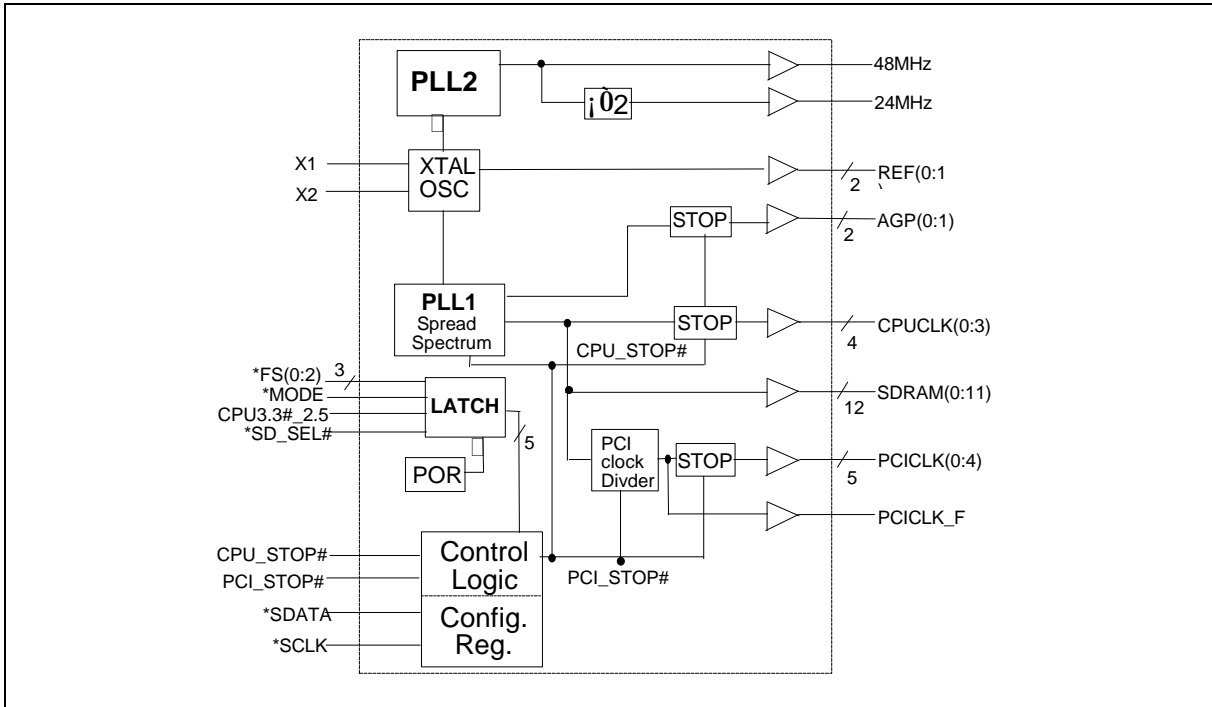 PLL2
48MHz
¡Ò2
24MHz
X1
XTAL
OSC
X2
2
REF(0:1
STOP
AGP(0:1)
2
PLL1
Spread
Spectrum
STOP
CPUCLK(0:3)
4
CPU_STOP#
*FS(0:2)
3
*MODE
CPU3.3#_2.5
*SD_SEL#
LATCH
5
SDRAM(0:11)
12
POR
PCI
clock
Divder
STOP
PCICLK(0:4)
5
PCICLK_F
CPU_STOP#
PCI_STOP#
Control
Logic
PCI_STOP#
*SDATA
*SCLK
Config.
Reg.